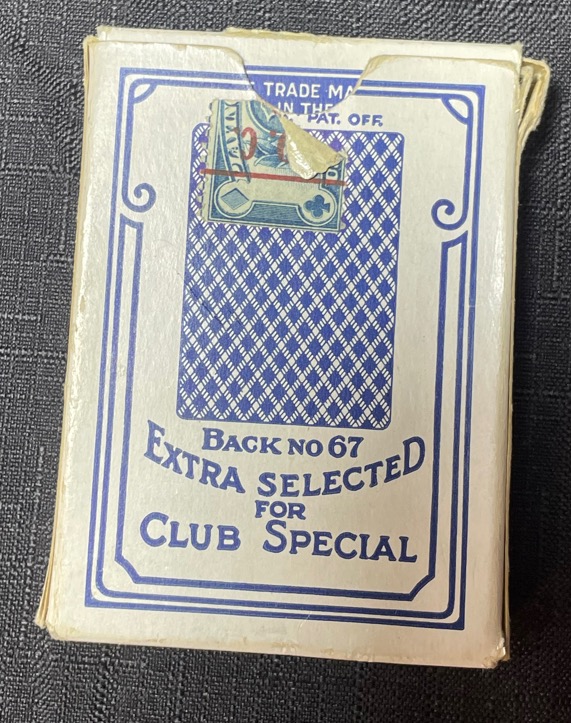 TRADE MA
IN THE
PAT. OFF.
BACK NO 67
EXTRA SELECTED
FOR
CLUB SPECIAL